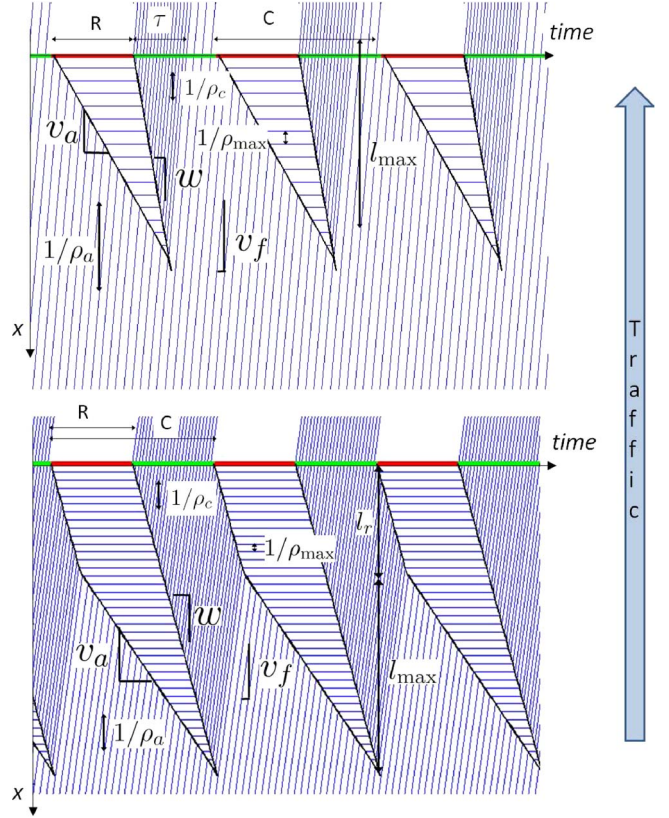 R
τ
C
time
1/ρ_c
1/ρ_max
v_a
l_max
w
1/ρ_a
v_f
x
R
C
time
1/ρ_c
l_r
1/ρ_max
w
v_a
v_f
l_max
1/ρ_a
x
Traffic